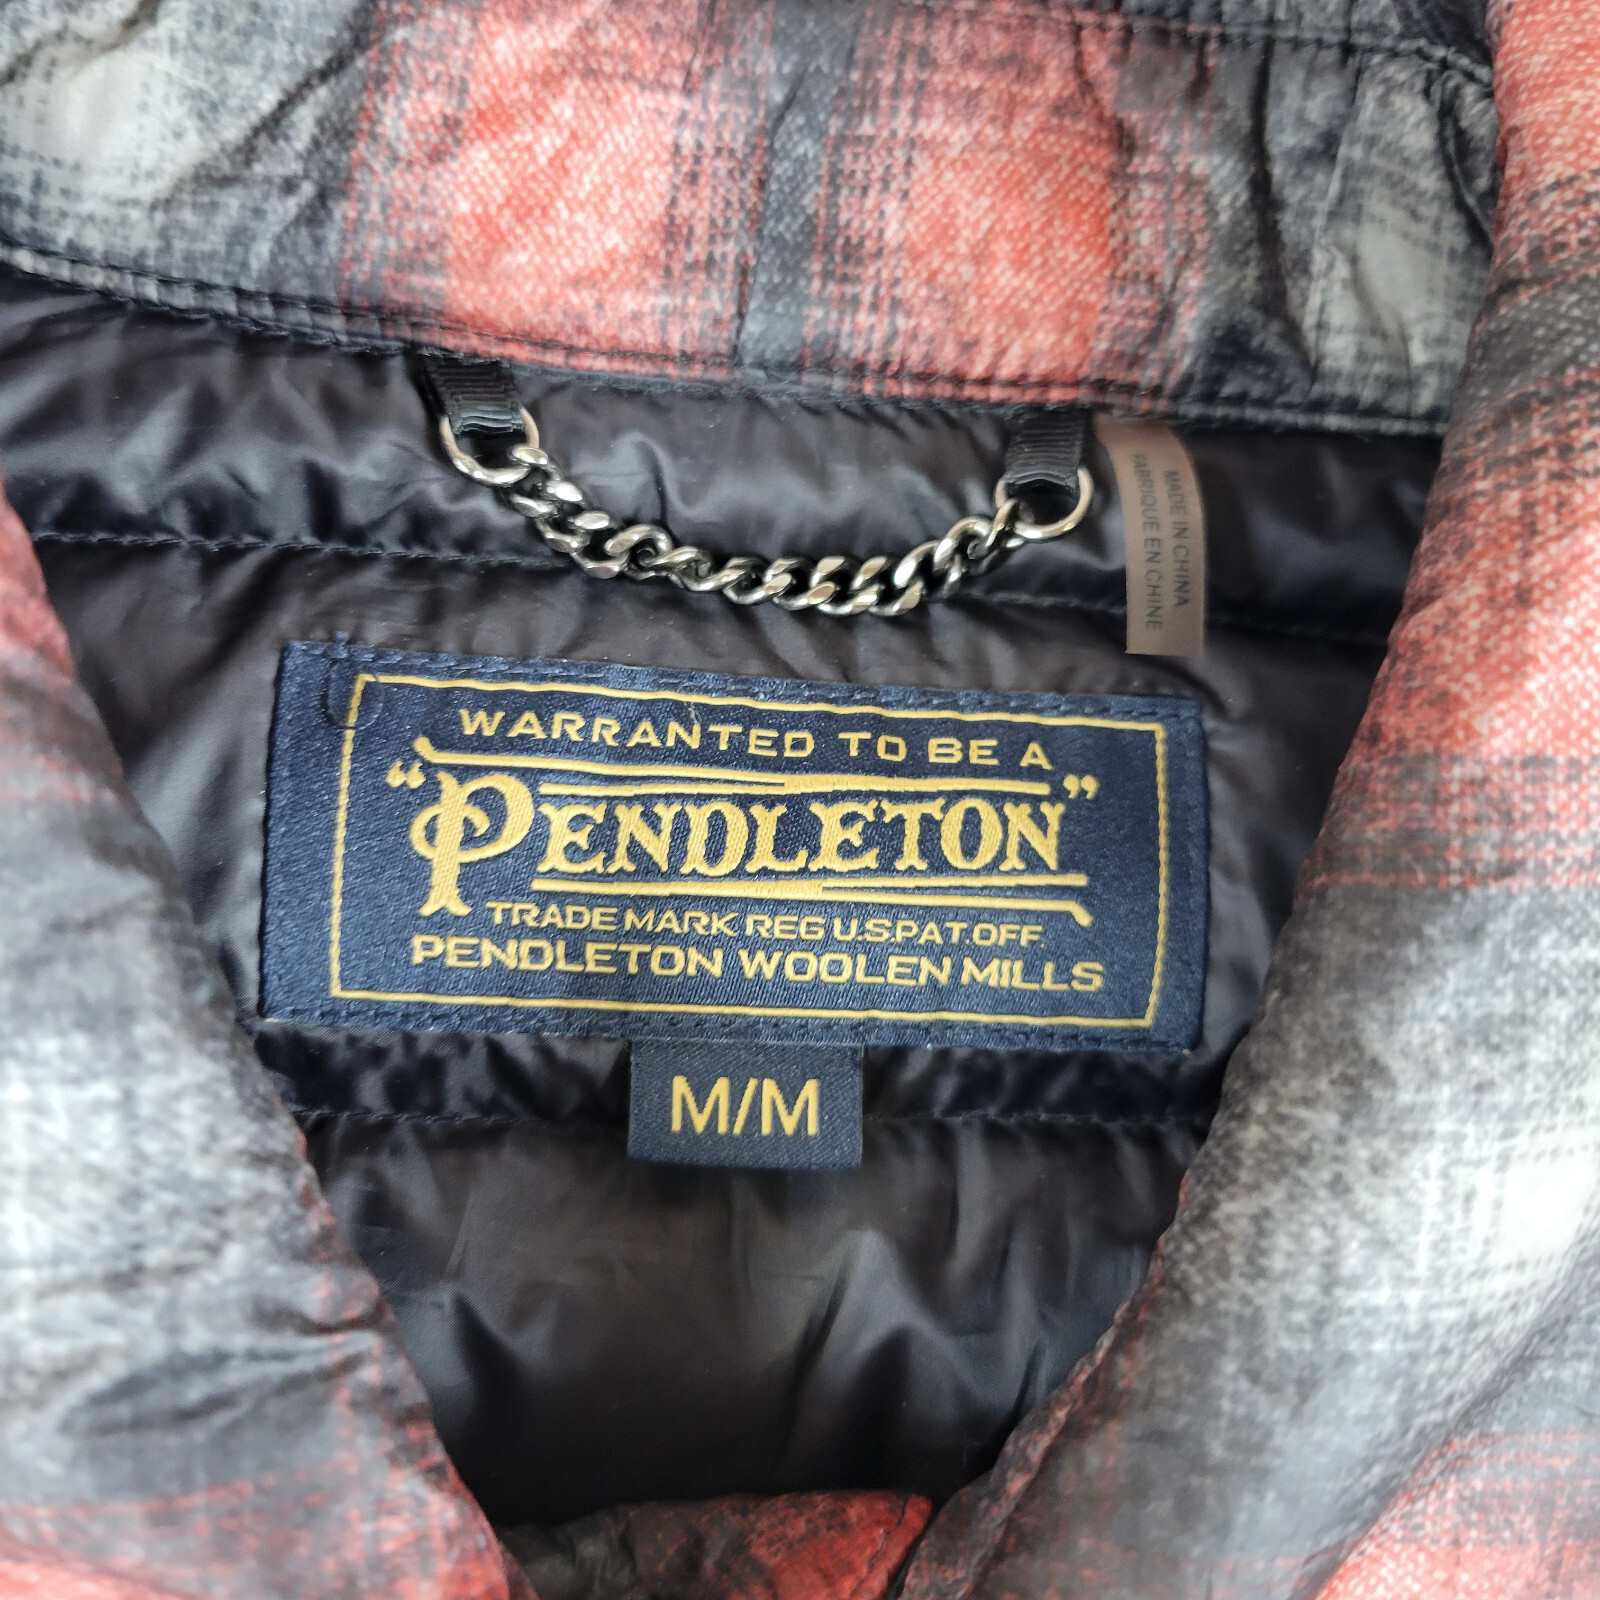 MADE IN CHINA
FABRIQUE EN CHINE
WARRANTED TO BE A
"PENDLETON"
TRADE MARK REG U.S.PAT.OFF.
PENDLETON WOOLEN MILLS
M/M